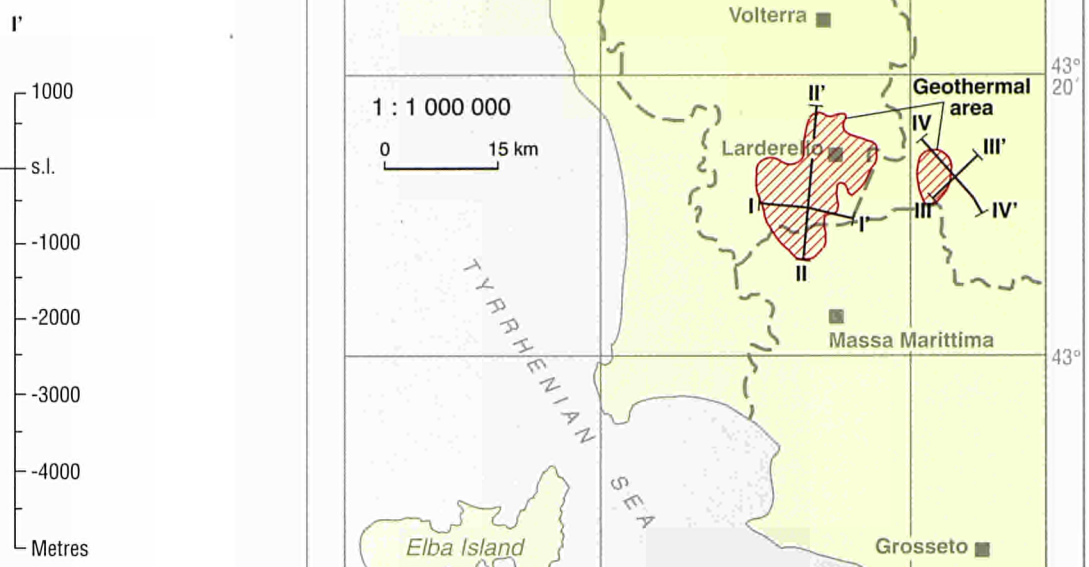 I'
1000
s.l.
-1000
-2000
-3000
-4000
Metres
Volterra
43°
20'
1 : 1 000 000
0 15 km
Geothermal
area
II'
IV
III'
Larderello
I
I'
III
IV'
II
Massa Marittima
43°
TYRRHENIAN SEA
Elba Island
Grosseto